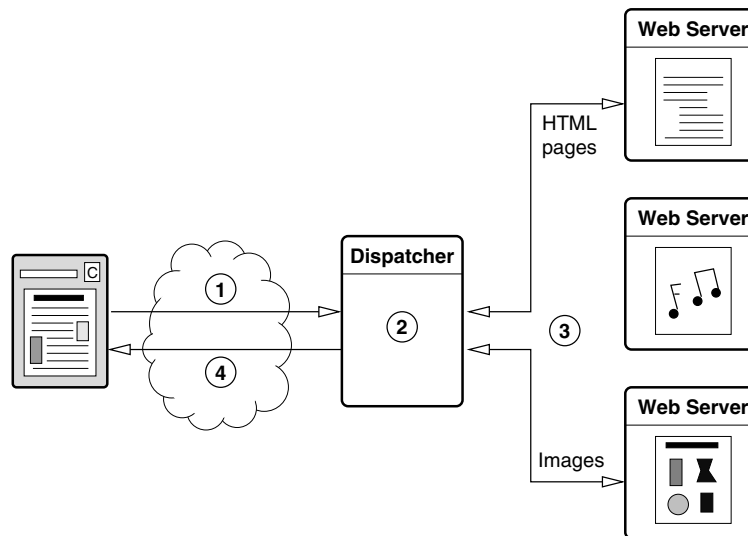 Web Server
HTML
pages
Web Server
Dispatcher
C
1
2
3
4
Web Server
Images